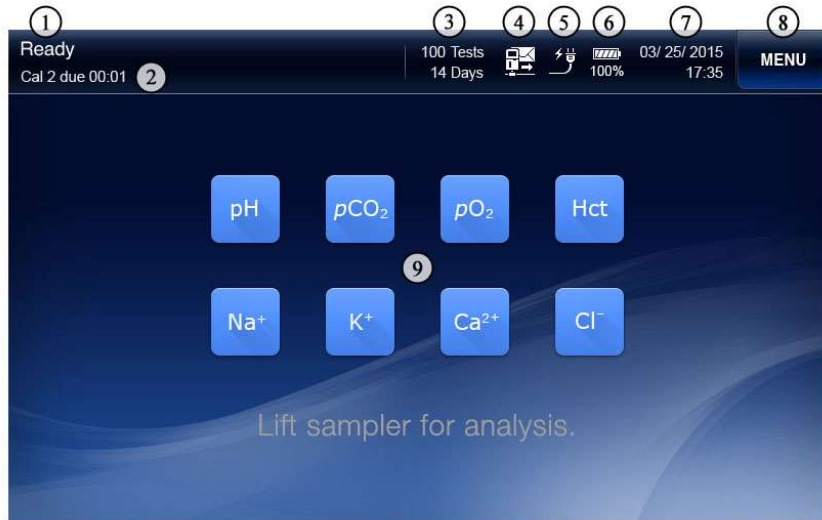 1 3 4 5 6 7 8
Ready
Cal 2 due 00:01 2
100 Tests
14 Days
100%
03/ 25/ 2015
17:35
MENU
pH pCO₂ pO₂ Hct
9
Na⁺ K⁺ Ca²⁺ Cl⁻
Lift sampler for analysis.